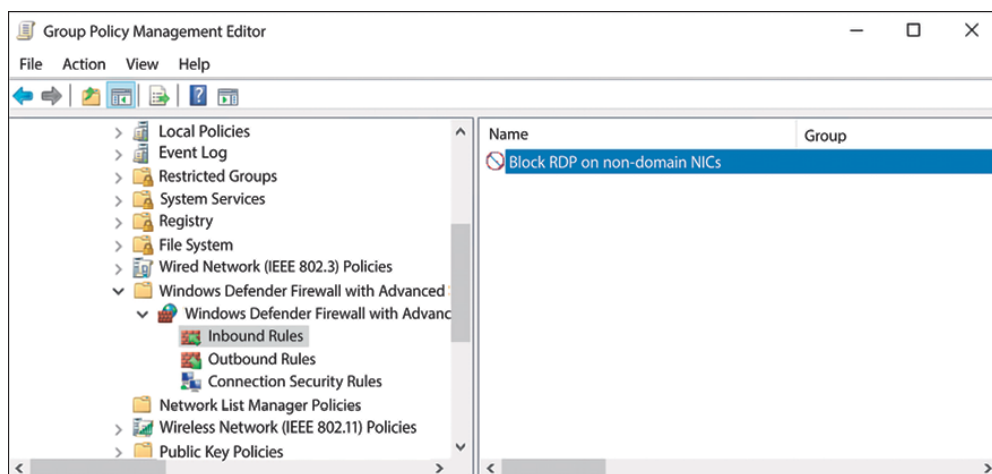 Group Policy Management Editor
File Action View Help
Local Policies
Event Log
Restricted Groups
System Services
Registry
File System
Wired Network (IEEE 802.3) Policies
Windows Defender Firewall with Advanced
Windows Defender Firewall with Advanc
Inbound Rules
Outbound Rules
Connection Security Rules
Network List Manager Policies
Wireless Network (IEEE 802.11) Policies
Public Key Policies
Name Group
Block RDP on non-domain NICs